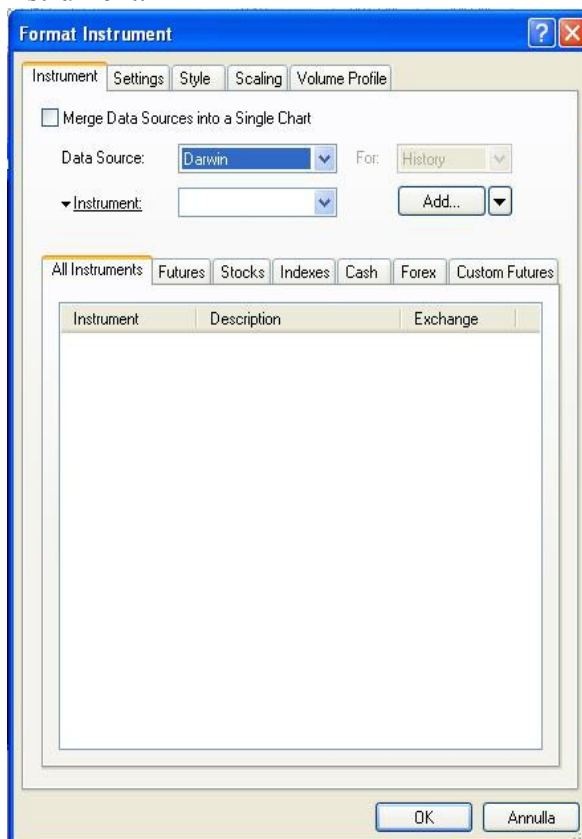 Format Instrument
Instrument Settings Style Scaling Volume Profile
Merge Data Sources into a Single Chart
Data Source: Darwin For: History
Instrument: Add...
All Instruments Futures Stocks Indexes Cash Forex Custom Futures
Instrument Description Exchange
OK Annulla